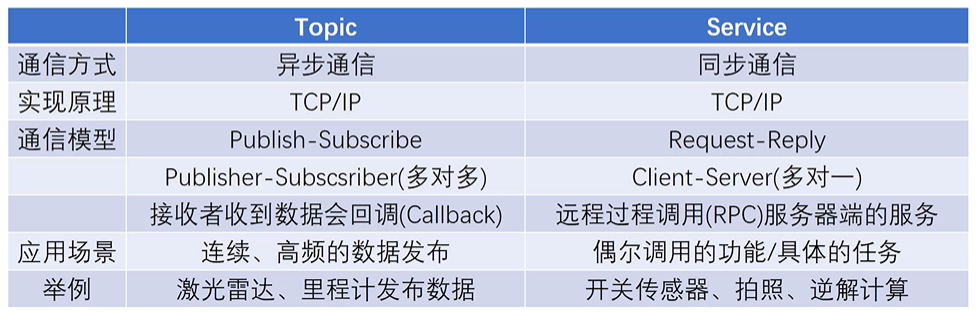 Topic Service
通信方式 异步通信 同步通信
实现原理 TCP/IP TCP/IP
通信模型 Publish-Subscribe Request-Reply
Publisher-Subscsriber(多对多) Client-Server(多对一)
接收者收到数据会回调(Callback) 远程过程调用(RPC)服务器端的服务
应用场景 连续、高频的数据发布 偶尔调用的功能/具体的任务
举例 激光雷达、里程计发布数据 开关传感器、拍照、逆解计算